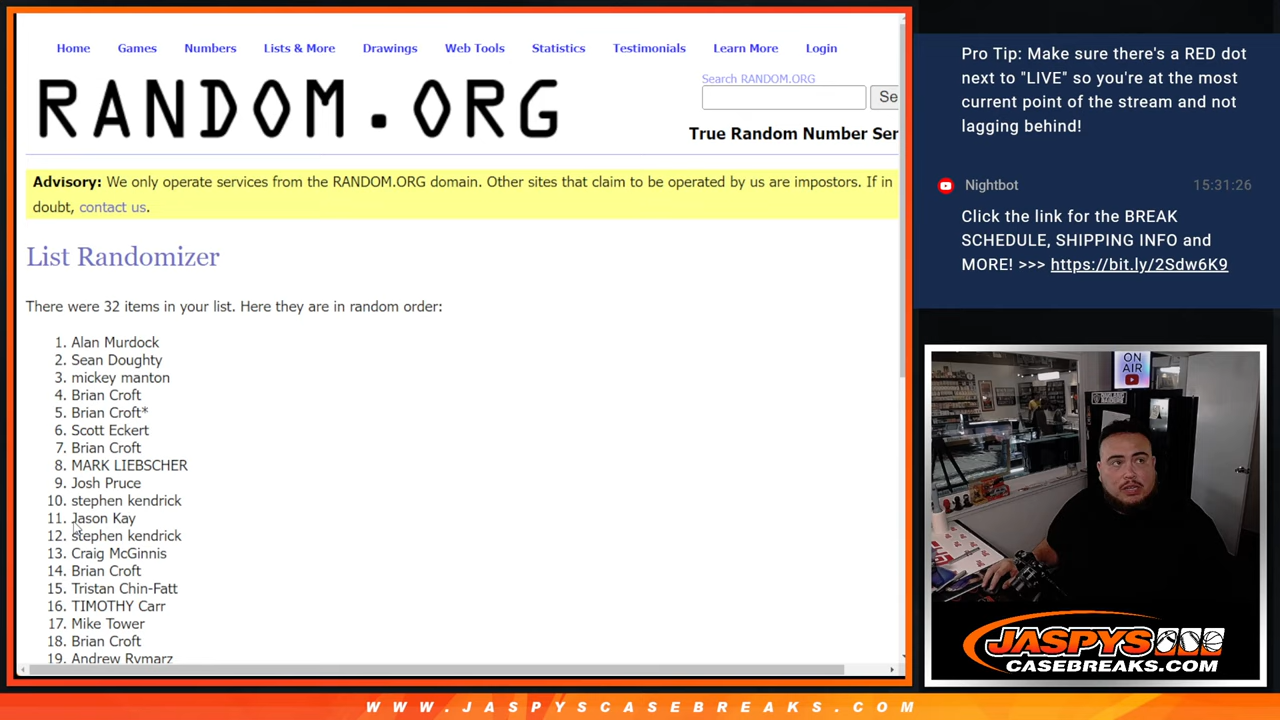 Home Games Numbers Lists & More Drawings Web Tools Statistics Testimonials Learn More Login
RANDOM.ORG
Search RANDOM.ORG
Se
True Random Number Ser
Advisory: We only operate services from the RANDOM.ORG domain. Other sites that claim to be operated by us are impostors. If in
doubt, contact us.
List Randomizer
There were 32 items in your list. Here they are in random order:
1. Alan Murdock
2. Sean Doughty
3. mickey manton
4. Brian Croft
5. Brian Croft*
6. Scott Eckert
7. Brian Croft
8. MARK LIEBSCHER
9. Josh Pruce
10. stephen kendrick
11. Jason Kay
12. stephen kendrick
13. Craig McGinnis
14. Brian Croft
15. Tristan Chin-Fatt
16. TIMOTHY Carr
17. Mike Tower
18. Brian Croft
19. Andrew Rymarz
Pro Tip: Make sure there's a RED dot
next to "LIVE" so you're at the most
current point of the stream and not
lagging behind!
Nightbot 15:31:26
Click the link for the BREAK
SCHEDULE, SHIPPING INFO and
MORE! >>> https://bit.ly/2Sdw6K9
ON
AIR
JASPYS
CASEBREAKS.COM
WWW.JASPYSCASEBREAKS.COM